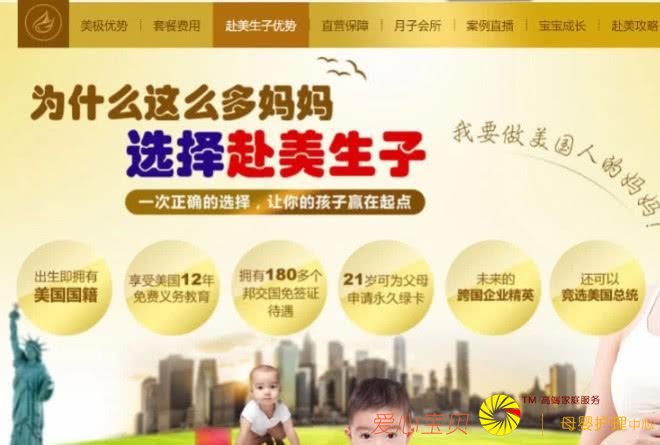 美极优势 套餐费用 赴美生子优势 直营保障 月子会所 案例直播 宝宝成长 赴美攻略
为什么这么多妈妈
选择赴美生子
我要做美国人的妈妈！
一次正确的选择，让你的孩子赢在起点
出生即拥有
美国国籍
享受美国12年
免费义务教育
拥有180多个
邦交国免签证
待遇
21岁可为父母
申请永久绿卡
未来的
跨国企业精英
还可以
竞选美国总统
爱心宝贝
TM 高端家庭服务
母婴护理中心